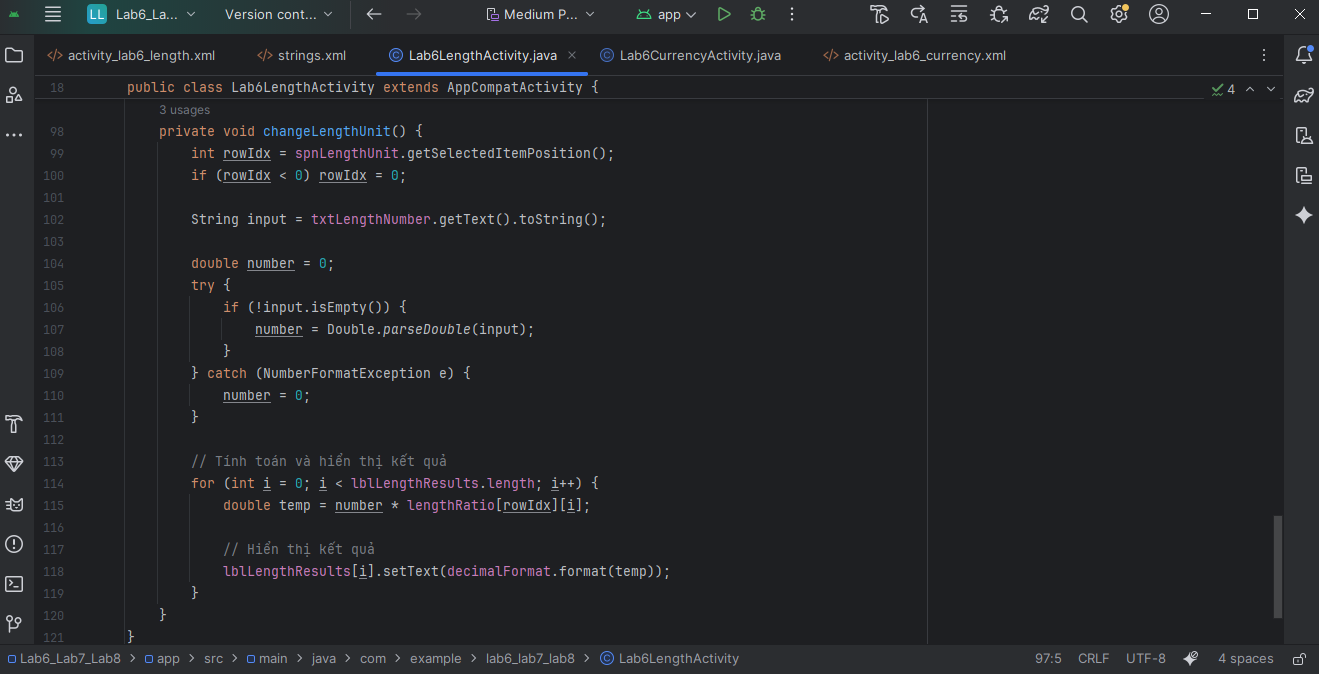 LL Lab6_La... Version cont... Medium P... app
activity_lab6_length.xml strings.xml Lab6LengthActivity.java Lab6CurrencyActivity.java activity_lab6_currency.xml
18 public class Lab6LengthActivity extends AppCompatActivity { 4
3 usages
98 private void changeLengthUnit() {
99 int rowIdx = spnLengthUnit.getSelectedItemPosition();
100 if (rowIdx < 0) rowIdx = 0;
101
102 String input = txtLengthNumber.getText().toString();
103
104 double number = 0;
105 try {
106 if (!input.isEmpty()) {
107 number = Double.parseDouble(input);
108 }
109 } catch (NumberFormatException e) {
110 number = 0;
111 }
112
113 // Tính toán và hiển thị kết quả
114 for (int i = 0; i < lblLengthResults.length; i++) {
115 double temp = number * lengthRatio[rowIdx][i];
116
117 // Hiển thị kết quả
118 lblLengthResults[i].setText(decimalFormat.format(temp));
119 }
120 }
121 }
Lab6_Lab7_Lab8 > app > src > main > java > com > example > lab6_lab7_lab8 > Lab6LengthActivity 97:5 CRLF UTF-8 4 spaces